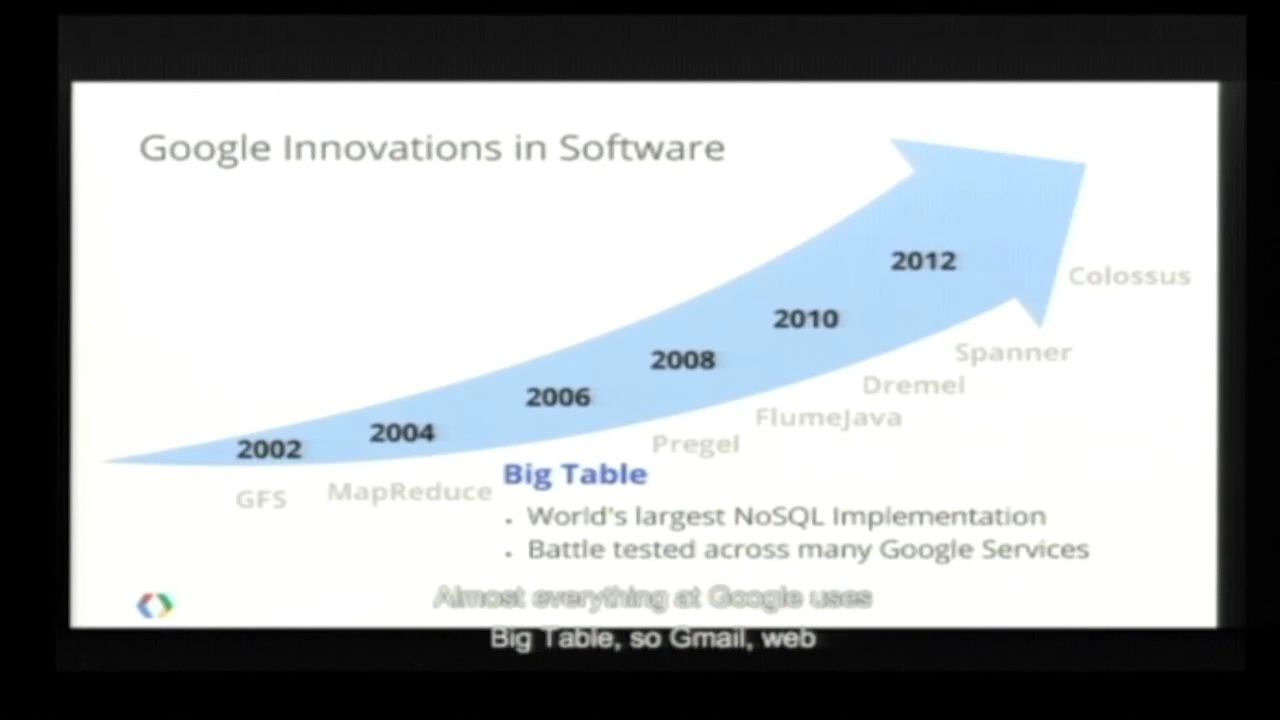 Google Innovations in Software
2012
Colossus
2010
Spanner
2008
Dremel
2006
FlumeJava
2004
Pregel
2002
Big Table
GFS
MapReduce
. World's largest NoSQL Implementation
. Battle tested across many Google Services
Almost everything at Google uses
Big Table, so Gmail, web